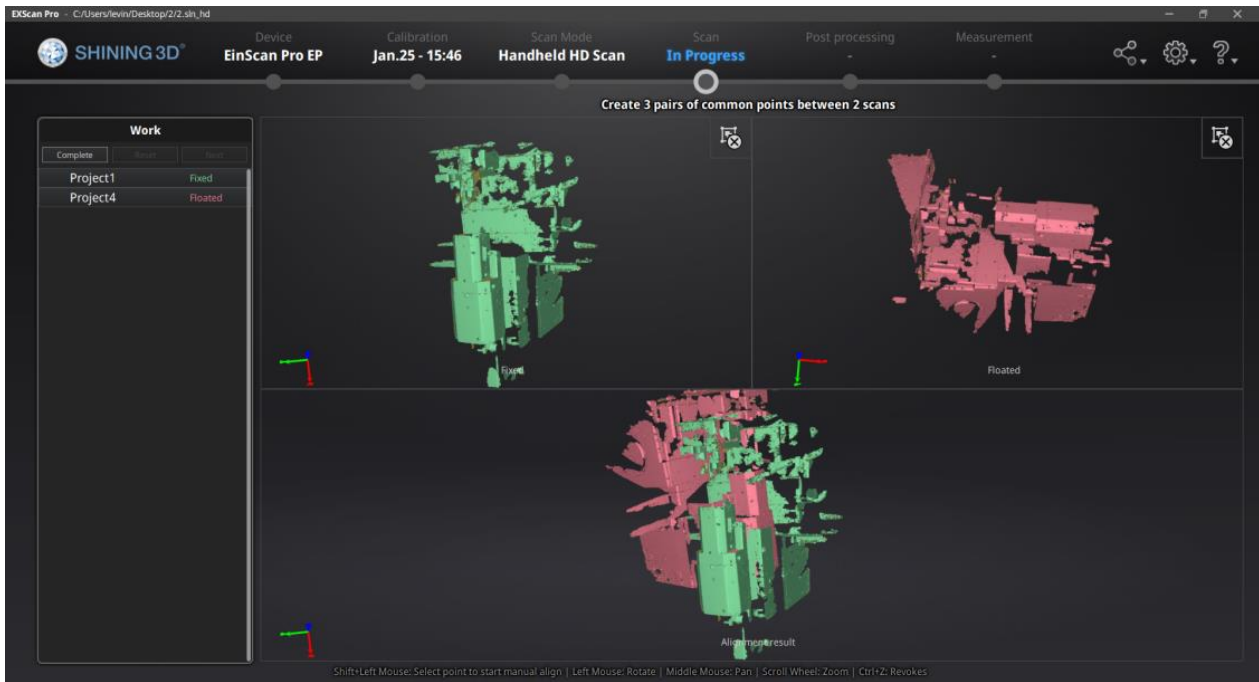 EXScan Pro - C:/Users/levin/Desktop/2/2.sln_hd
SHINING 3D®
Device
EinScan Pro EP
Calibration
Jan.25 - 15:46
Scan Mode
Handheld HD Scan
Scan
In Progress
Post processing
-
Measurement
-
Create 3 pairs of common points between 2 scans
Work
Complete Reset Next
Project1 Fixed
Project4 Floated
Fixed
Floated
Alignment result
Shift+Left Mouse: Select point to start manual align | Left Mouse: Rotate | Middle Mouse: Pan | Scroll Wheel: Zoom | Ctrl+Z: Revokes